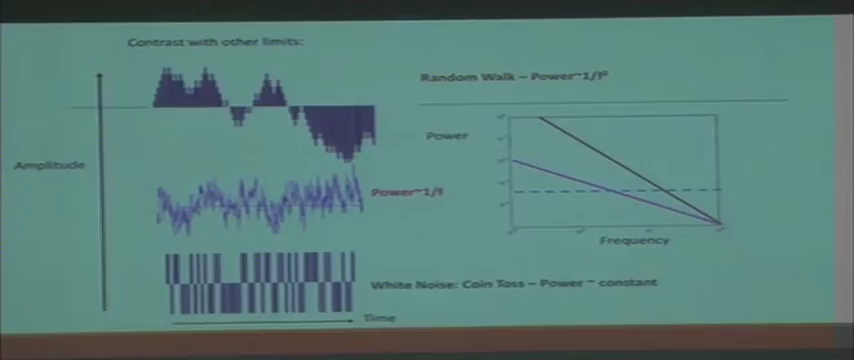 Contrast with other limits:
Random Walk – Power~1/f²
Power
Amplitude
Power~1/f
Frequency
White Noise: Coin Toss – Power ~ constant
Time